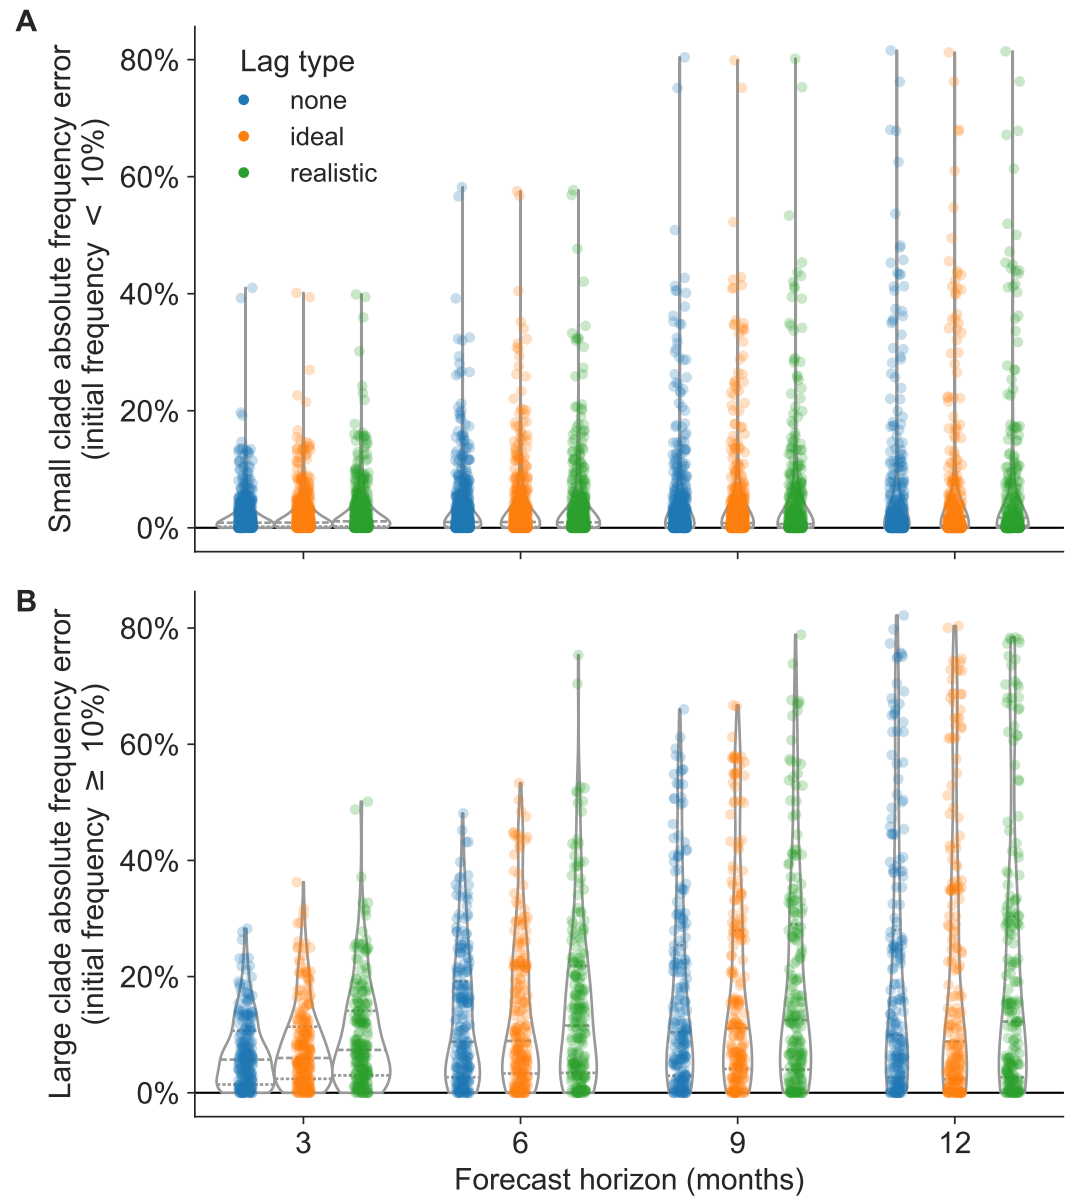 A
Small clade absolute frequency error
(initial frequency < 10%)
80%
60%
40%
20%
0%
Lag type
none
ideal
realistic
B
Large clade absolute frequency error
(initial frequency ≥ 10%)
80%
60%
40%
20%
0%
3 6 9 12
Forecast horizon (months)